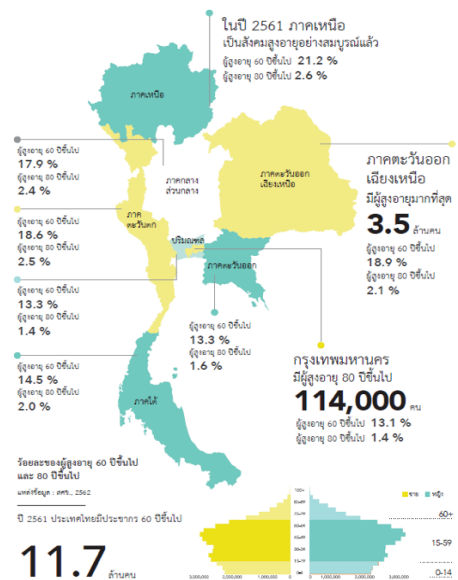 ในปี 2561 ภาคเหนือ
เป็นสังคมสูงอายุอย่างสมบูรณ์แล้ว
ผู้สูงอายุ 60 ปีขึ้นไป 21.2 %
ผู้สูงอายุ 80 ปีขึ้นไป 2.6 %
ภาคเหนือ
ผู้สูงอายุ 60 ปีขึ้นไป
17.9 %
ผู้สูงอายุ 80 ปีขึ้นไป
2.4 %
ภาคกลาง
ส่วนกลาง
ภาคตะวันออก
เฉียงเหนือ
ภาคตะวันออก
เฉียงเหนือ
มีผู้สูงอายุมากที่สุด
3.5 ล้านคน
ผู้สูงอายุ 60 ปีขึ้นไป
18.9 %
ผู้สูงอายุ 80 ปีขึ้นไป
2.1 %
ผู้สูงอายุ 60 ปีขึ้นไป
18.6 %
ผู้สูงอายุ 80 ปีขึ้นไป
2.5 %
ภาค
ตะวันตก
ปริมณฑล
ภาคตะวันออก
ผู้สูงอายุ 60 ปีขึ้นไป
13.3 %
ผู้สูงอายุ 80 ปีขึ้นไป
1.4 %
ผู้สูงอายุ 60 ปีขึ้นไป
13.3 %
ผู้สูงอายุ 80 ปีขึ้นไป
1.6 %
ผู้สูงอายุ 60 ปีขึ้นไป
14.5 %
ผู้สูงอายุ 80 ปีขึ้นไป
2.0 %
ภาคใต้
กรุงเทพมหานคร
มีผู้สูงอายุ 80 ปีขึ้นไป
114,000 คน
ผู้สูงอายุ 60 ปีขึ้นไป 13.1 %
ผู้สูงอายุ 80 ปีขึ้นไป 1.4 %
ร้อยละของผู้สูงอายุ 60 ปีขึ้นไป
และ 80 ปีขึ้นไป
แหล่งข้อมูล : สศช., 2562
ปี 2561 ประเทศไทยมีประชากร 60 ปีขึ้นไป
11.7 ล้านคน
ชาย หญิง
60+
15-59
0-14
3,000,000 2,000,000 1,000,000 0 0 1,000,000 2,000,000 3,000,000